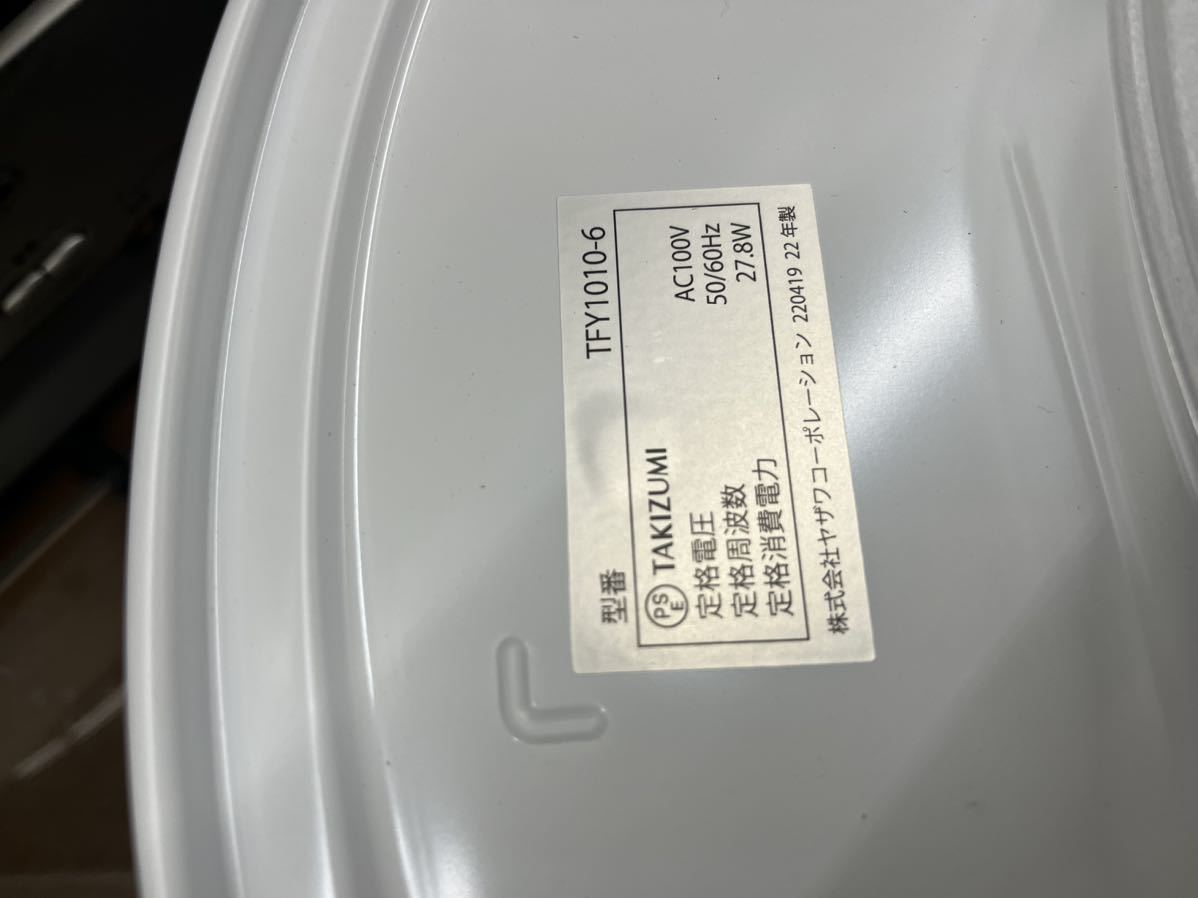 型番 TFY1010-6
PSE TAKIZUMI
定格電圧 AC100V
定格周波数 50/60Hz
定格消費電力 27.8W
株式会社ヤザワコーポレーション 220419 22 年製